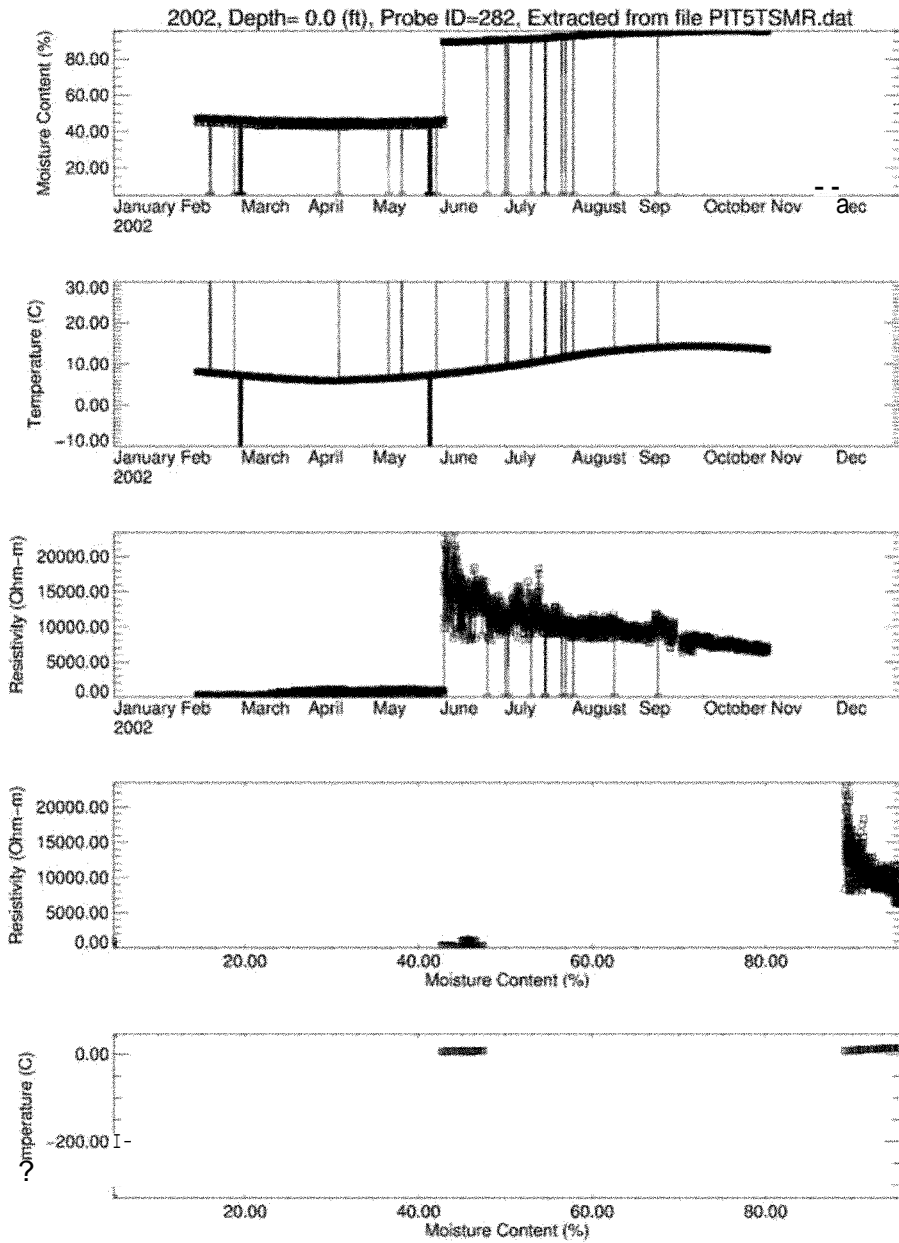 2002, Depth= 0.0 (ft), Probe ID=282, Extracted from file PIT5TSMR.dat
Moisture Content (%)
80.00
60.00
40.00
20.00
January Feb March April May June July August Sep October Nov aec
2002
Temperature (C)
30.00
20.00
10.00
0.00
-10.00
January Feb March April May June July August Sep October Nov Dec
2002
Resistivity (Ohm-m)
20000.00
15000.00
10000.00
5000.00
0.00
January Feb March April May June July August Sep October Nov Dec
2002
Resistivity (Ohm-m)
20000.00
15000.00
10000.00
5000.00
0.00
20.00 40.00 60.00 80.00
Moisture Content (%)
?mperature (C)
0.00
-200.00
20.00 40.00 60.00 80.00
Moisture Content (%)